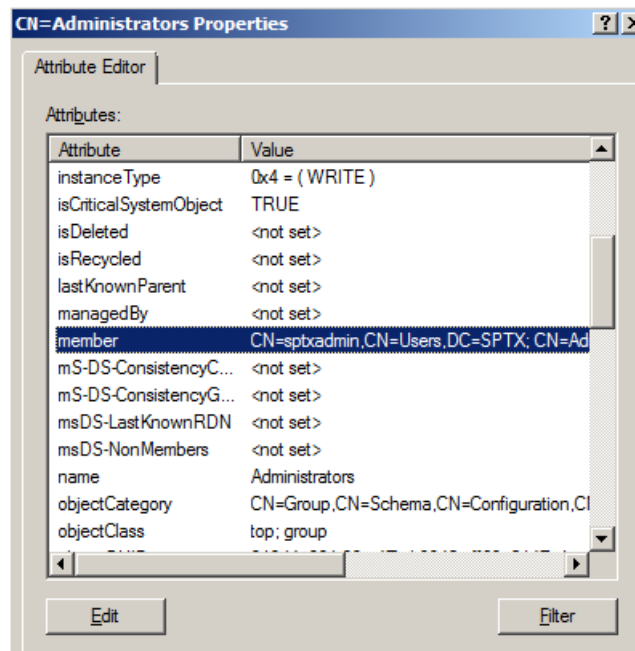 CN=Administrators Properties
Attribute Editor
Attributes:
Attribute Value
instanceType 0x4 = ( WRITE )
isCriticalSystemObject TRUE
isDeleted <not set>
isRecycled <not set>
lastKnownParent <not set>
managedBy <not set>
member CN=sptxadmin,CN=Users,DC=SPTX; CN=Ad
mS-DS-ConsistencyC... <not set>
mS-DS-ConsistencyG... <not set>
msDS-LastKnownRDN <not set>
msDS-NonMembers <not set>
name Administrators
objectCategory CN=Group,CN=Schema,CN=Configuration,C
objectClass top; group
Edit Filter